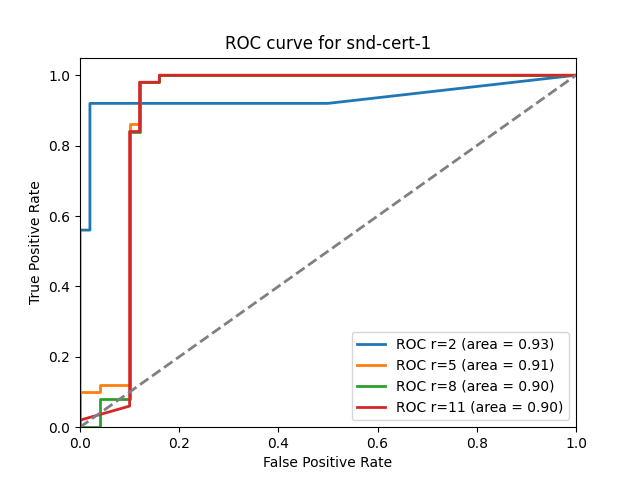 ROC curve for snd-cert-1
True Positive Rate
1.0
0.8
0.6
0.4
0.2
0.0
ROC r=2 (area = 0.93)
ROC r=5 (area = 0.91)
ROC r=8 (area = 0.90)
ROC r=11 (area = 0.90)
0.0 0.2 0.4 0.6 0.8 1.0
False Positive Rate